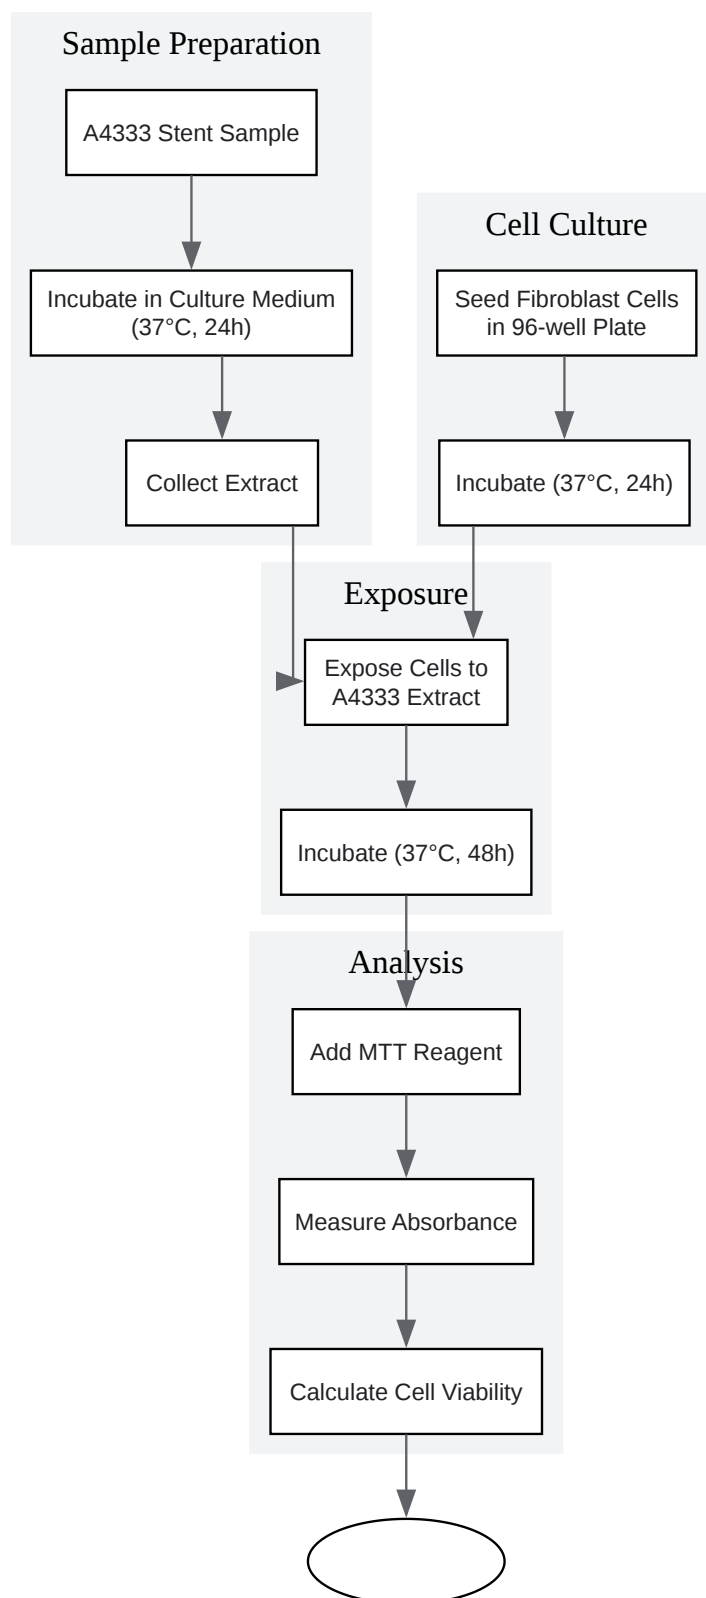 Sample Preparation
A4333 Stent Sample
Incubate in Culture Medium
(37°C, 24h)
Collect Extract
Cell Culture
Seed Fibroblast Cells
in 96-well Plate
Incubate (37°C, 24h)
Exposure
Expose Cells to
A4333 Extract
Incubate (37°C, 48h)
Analysis
Add MTT Reagent
Measure Absorbance
Calculate Cell Viability